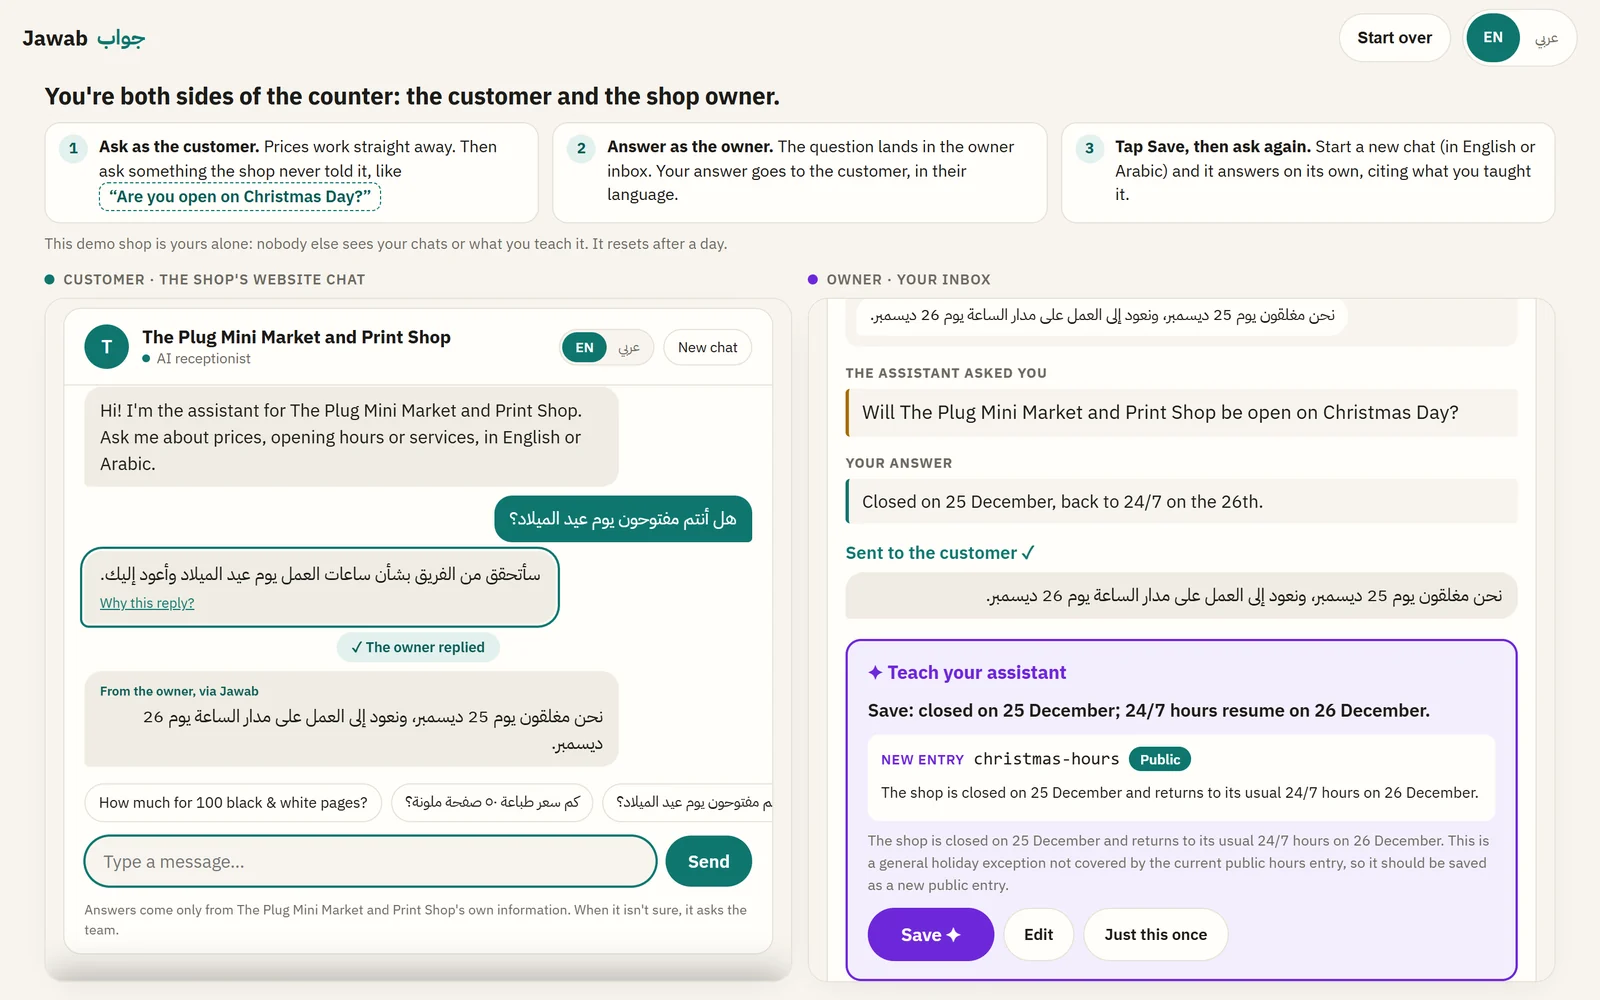 Jawab جواب
Start over
EN عربي
You're both sides of the counter: the customer and the shop owner.
1 Ask as the customer. Prices work straight away. Then
ask something the shop never told it, like
“Are you open on Christmas Day?”
2 Answer as the owner. The question lands in the owner
inbox. Your answer goes to the customer, in their
language.
3 Tap Save, then ask again. Start a new chat (in English or
Arabic) and it answers on its own, citing what you taught
it.
This demo shop is yours alone: nobody else sees your chats or what you teach it. It resets after a day.
CUSTOMER · THE SHOP'S WEBSITE CHAT
T
The Plug Mini Market and Print Shop
AI receptionist
EN عربي
New chat
Hi! I'm the assistant for The Plug Mini Market and Print Shop.
Ask me about prices, opening hours or services, in English or
Arabic.
هل أنتم مفتوحون يوم عيد الميلاد؟
سأتحقق من الفريق بشأن ساعات العمل يوم عيد الميلاد وأعود إليك.
Why this reply?
✓ The owner replied
From the owner, via Jawab
نحن مغلقون يوم 25 ديسمبر، ونعود إلى العمل على مدار الساعة يوم 26
ديسمبر.
How much for 100 black & white pages?
كم سعر طباعة ٥٠ صفحة ملونة؟
م مفتوحون يوم عيد الميلاد؟
Type a message...
Send
Answers come only from The Plug Mini Market and Print Shop's own information. When it isn't sure, it asks the
team.
OWNER · YOUR INBOX
نحن مغلقون يوم 25 ديسمبر، ونعود إلى العمل على مدار الساعة يوم 26 ديسمبر.
THE ASSISTANT ASKED YOU
Will The Plug Mini Market and Print Shop be open on Christmas Day?
YOUR ANSWER
Closed on 25 December, back to 24/7 on the 26th.
Sent to the customer ✓
نحن مغلقون يوم 25 ديسمبر، ونعود إلى العمل على مدار الساعة يوم 26 ديسمبر.
✦ Teach your assistant
Save: closed on 25 December; 24/7 hours resume on 26 December.
NEW ENTRY christmas-hours Public
The shop is closed on 25 December and returns to its usual 24/7 hours on 26 December.
The shop is closed on 25 December and returns to its usual 24/7 hours on 26 December. This is
a general holiday exception not covered by the current public hours entry, so it should be saved
as a new public entry.
Save ✦
Edit
Just this once